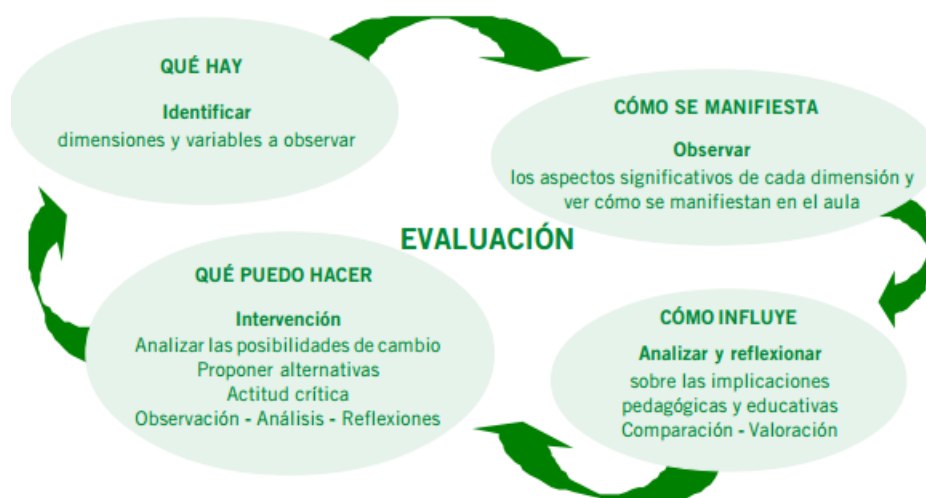 QUÉ HAY
Identificar
dimensiones y variables a observar
CÓMO SE MANIFIESTA
Observar
los aspectos significativos de cada dimensión y
ver cómo se manifiestan en el aula
EVALUACIÓN
QUÉ PUEDO HACER
Intervención
Analizar las posibilidades de cambio
Proponer alternativas
Actitud crítica
Observación - Análisis - Reflexiones
CÓMO INFLUYE
Analizar y reflexionar
sobre las implicaciones
pedagógicas y educativas
Comparación - Valoración